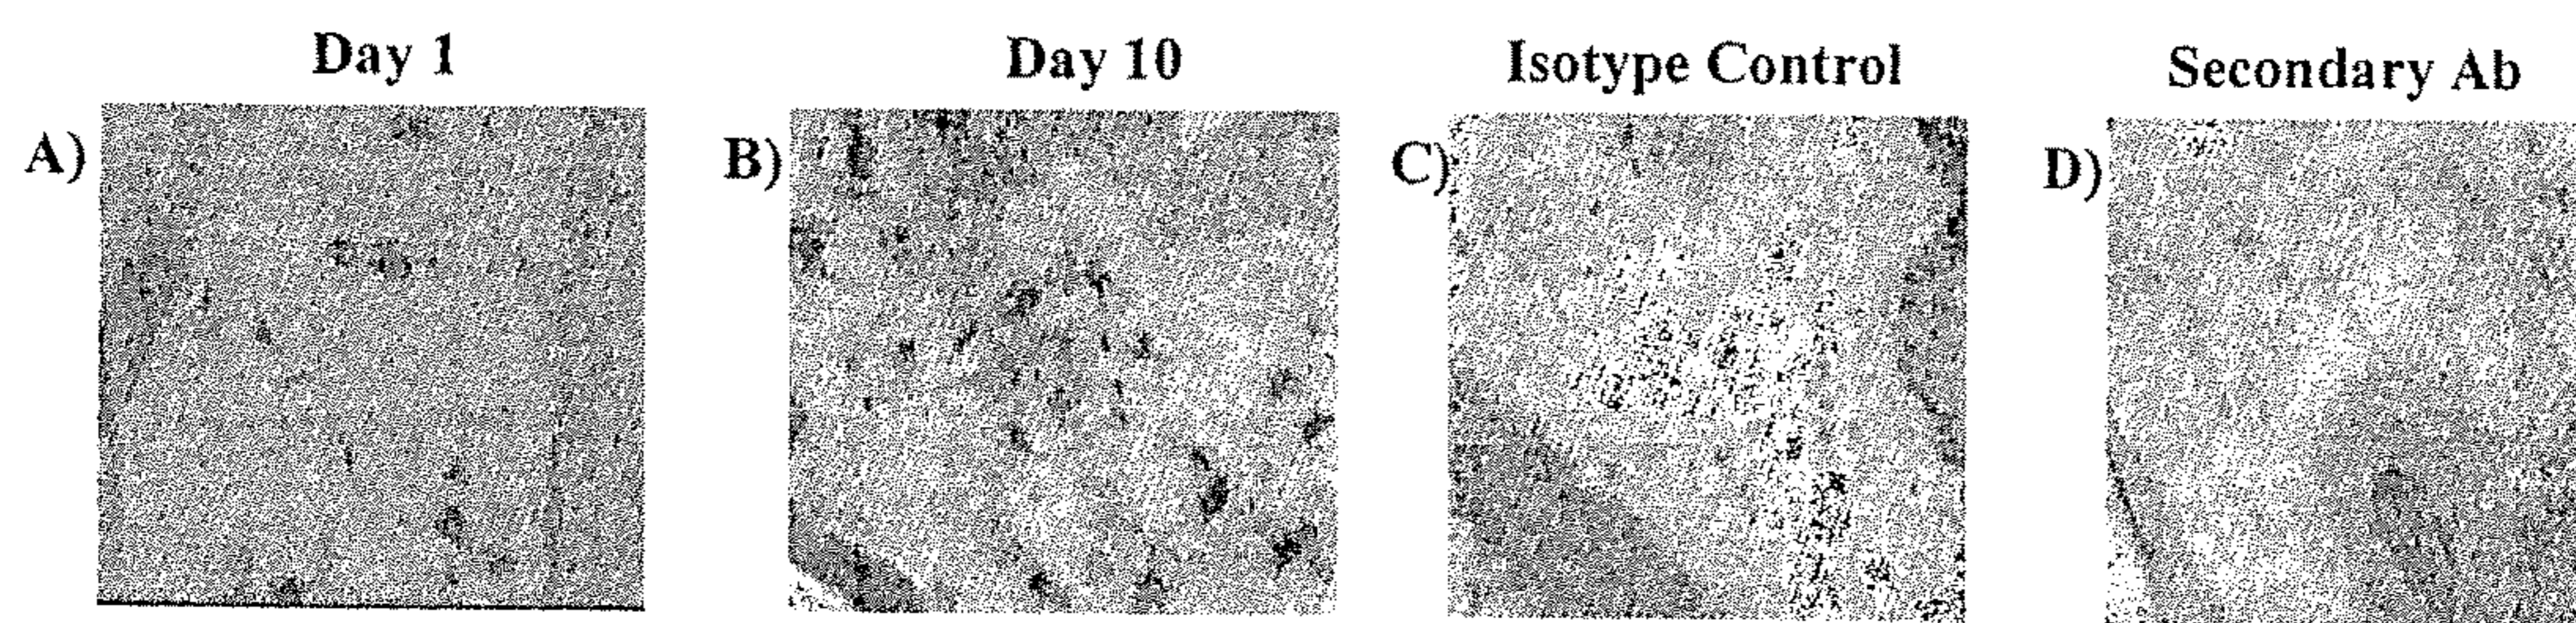 Day 1
Day 10
Isotype Control
Secondary Ab
A)
B)
C)
D)